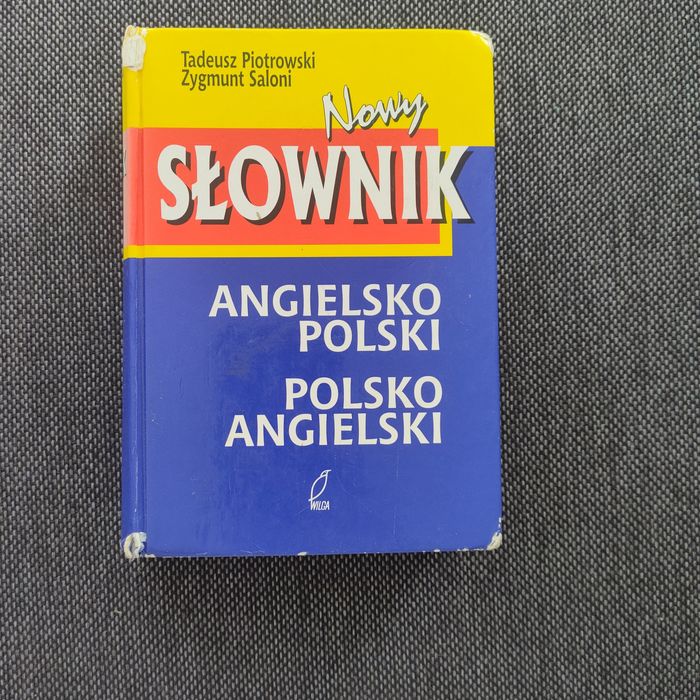 Tadeusz Piotrowski
Zygmunt Saloni
Nowy
SŁOWNIK
ANGIELSKO
POLSKI
POLSKO
ANGIELSKI
WILGA